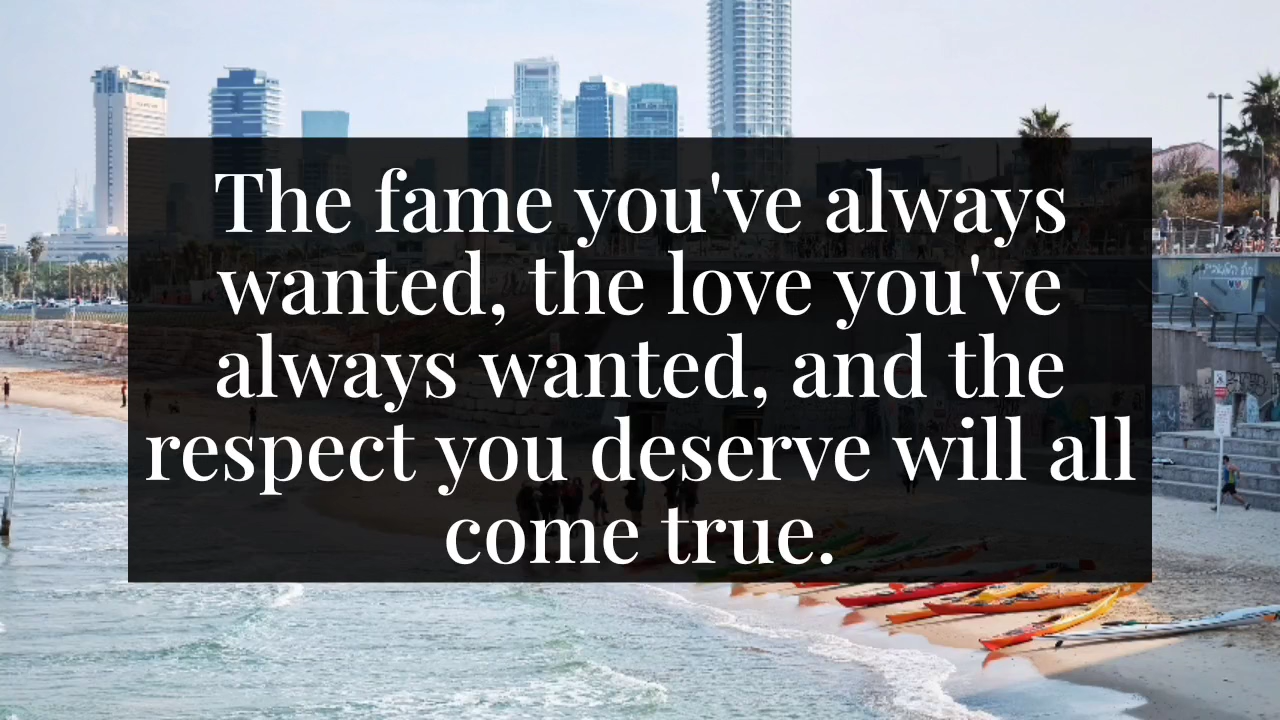 The fame you've always
wanted, the love you've
always wanted, and the
respect you deserve will all
come true.